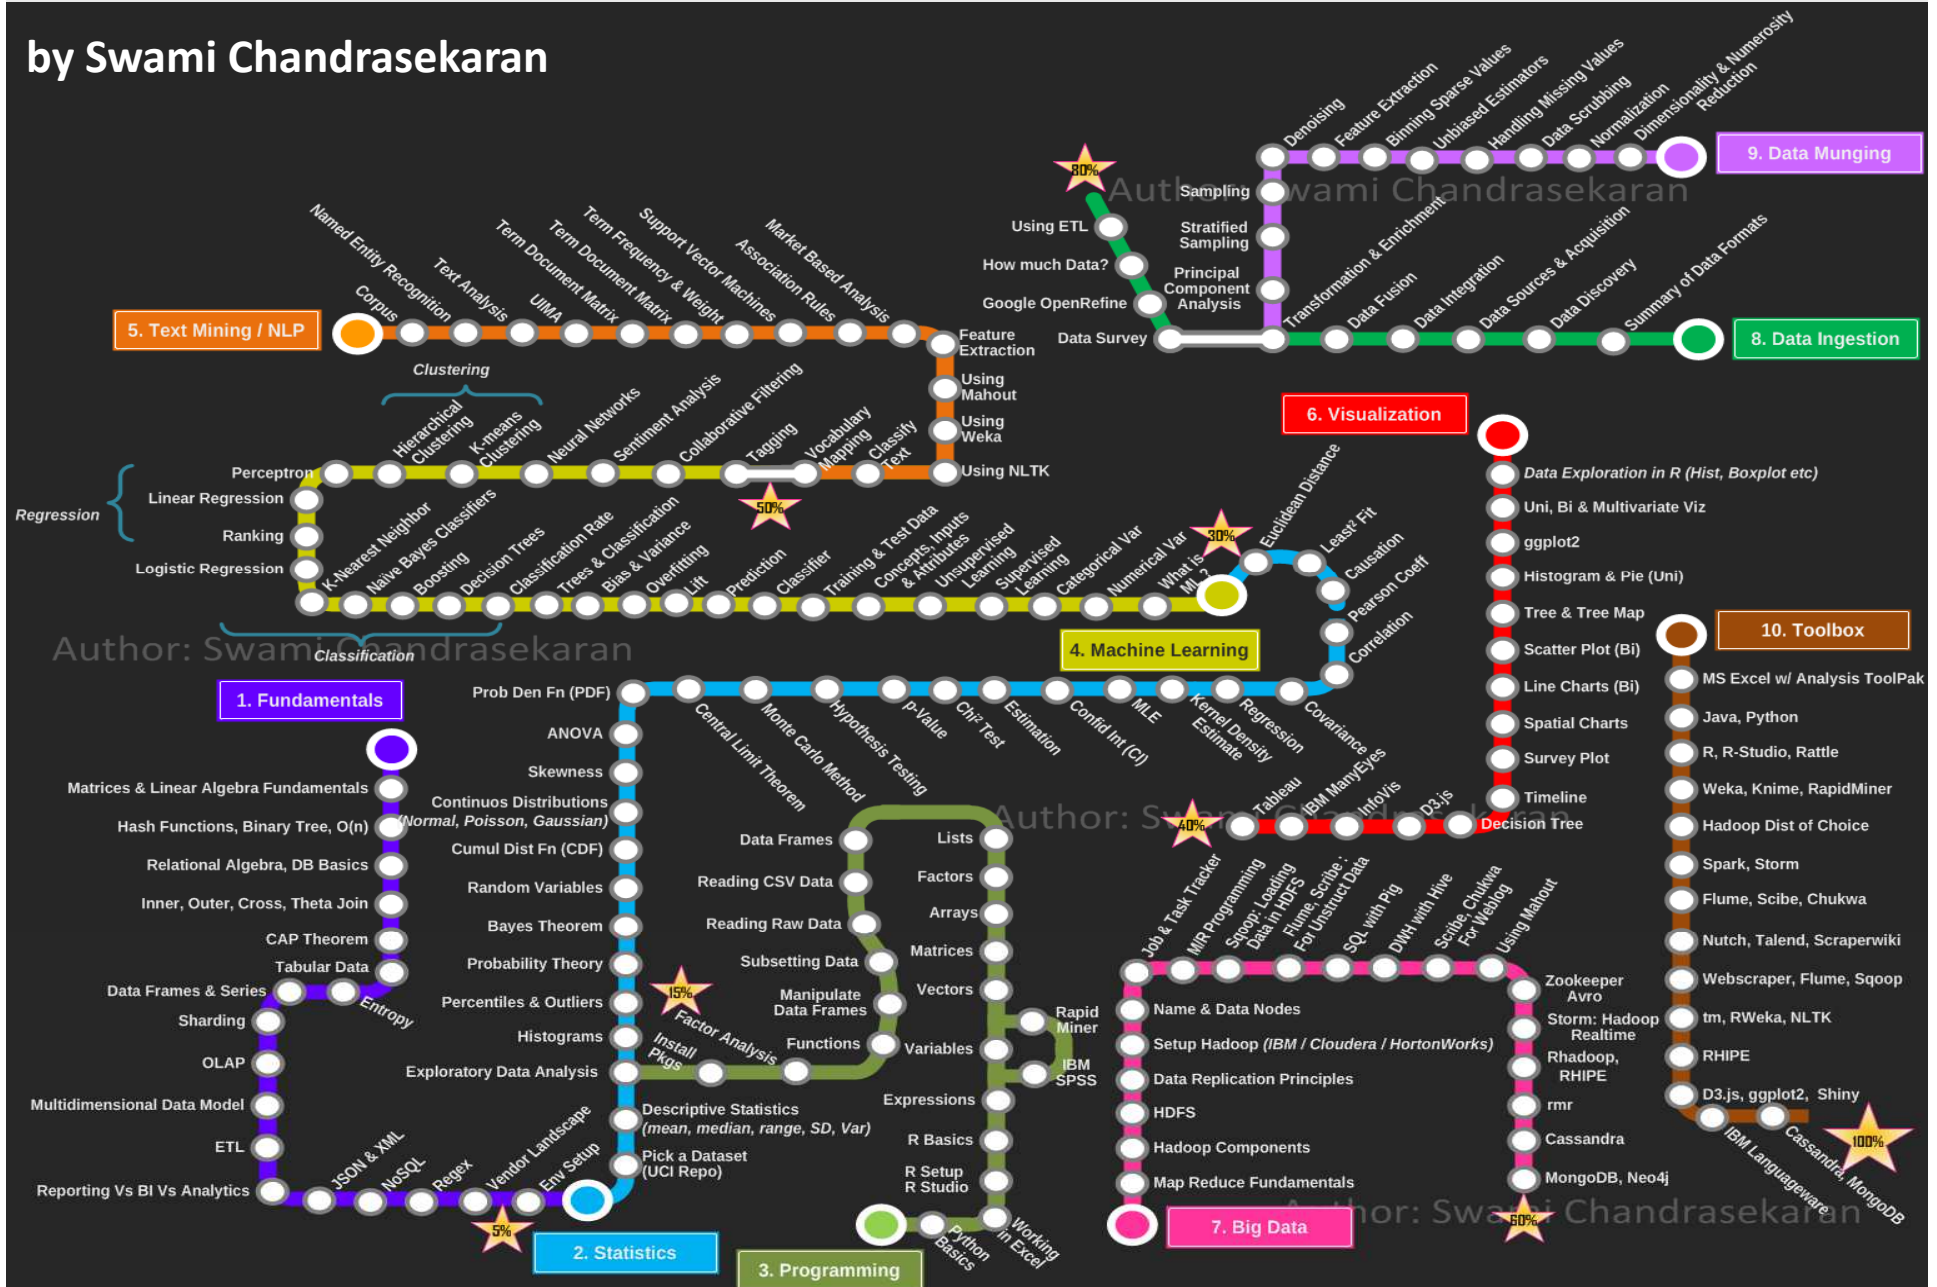 by Swami Chandrasekaran
Author: Swami Chandrasekaran
1. Fundamentals
Matrices & Linear Algebra Fundamentals
Hash Functions, Binary Tree, O(n)
Relational Algebra, DB Basics
Inner, Outer, Cross, Theta Join
CAP Theorem
Tabular Data
Entropy
Data Frames & Series
Sharding
OLAP
Multidimensional Data Model
ETL
Reporting Vs BI Vs Analytics
JSON & XML
NoSQL
Regex
Vendor Landscape
Env Setup
5%
2. Statistics
Pick a Dataset
(UCI Repo)
Descriptive Statistics
(mean, median, range, SD, Var)
Exploratory Data Analysis
Histograms
Percentiles & Outliers
Probability Theory
Bayes Theorem
Random Variables
Cumul Dist Fn (CDF)
Continuos Distributions
(Normal, Poisson, Gaussian)
Skewness
ANOVA
Prob Den Fn (PDF)
Central Limit Theorem
Monte Carlo Method
Hypothesis Testing
p-Value
Chi² Test
Estimation
Confid Int (CI)
MLE
Kernel Density
Estimate
Regression
Covariance
Correlation
Pearson Coeff
Causation
Least² Fit
Euclidean Distance
30%
3. Programming
Python
Basics
Working
in Excel
R Setup
R Studio
R Basics
Expressions
Variables
IBM
SPSS
Rapid
Miner
Vectors
Matrices
Arrays
Factors
Lists
Data Frames
Reading CSV Data
Reading Raw Data
Subsetting Data
Manipulate
Data Frames
Functions
Factor Analysis
Install
Pkgs
15%
4. Machine Learning
What is
ML?
Numerical Var
Categorical Var
Supervised
Learning
Unsupervised
Learning
Concepts, Inputs
& Attributes
Training & Test Data
Classifier
Prediction
Lift
Overfitting
Bias & Variance
Trees & Classification
Classification Rate
Decision Trees
Boosting
Naïve Bayes Classifiers
K-Nearest Neighbor
Classification
Author: Swami Chandrasekaran
Logistic Regression
Ranking
Linear Regression
Perceptron
Regression
Hierarchical
Clustering
K-means
Clustering
Clustering
Neural Networks
Sentiment Analysis
Collaborative Filtering
Tagging
50%
5. Text Mining / NLP
Corpus
Named Entity Recognition
Text Analysis
UIMA
Term Document Matrix
Term Document Matrix
Term Frequency & Weight
Support Vector Machines
Association Rules
Market Based Analysis
Feature
Extraction
Using
Mahout
Using
Weka
Using NLTK
Classify
Text
Vocabulary
Mapping
6. Visualization
Data Exploration in R (Hist, Boxplot etc)
Uni, Bi & Multivariate Viz
ggplot2
Histogram & Pie (Uni)
Tree & Tree Map
Scatter Plot (Bi)
Line Charts (Bi)
Spatial Charts
Survey Plot
Timeline
Decision Tree
D3.js
InfoVis
IBM ManyEyes
Tableau
40%
Author: Swami Chandrasekaran
7. Big Data
Map Reduce Fundamentals
Hadoop Components
HDFS
Data Replication Principles
Setup Hadoop (IBM / Cloudera / HortonWorks)
Name & Data Nodes
Job & Task Tracker
M/R Programming
Sqoop: Loading
Data in HDFS
Flume, Scribe :
For Unstruct Data
SQL with Pig
DWH with Hive
Scribe, Chukwa
For Weblog
Using Mahout
Zookeeper
Avro
Storm: Hadoop
Realtime
Rhadoop,
RHIPE
rmr
Cassandra
MongoDB, Neo4j
60%
Author: Swami Chandrasekaran
8. Data Ingestion
Summary of Data Formats
Data Discovery
Data Sources & Acquisition
Data Integration
Data Fusion
Transformation & Enrichment
Data Survey
Google OpenRefine
How much Data?
Using ETL
80%
9. Data Munging
Dimensionality & Numerosity
Reduction
Normalization
Data Scrubbing
Handling Missing Values
Unbiased Estimators
Binning Sparse Values
Feature Extraction
Denoising
Sampling
Stratified
Sampling
Principal
Component
Analysis
10. Toolbox
MS Excel w/ Analysis ToolPak
Java, Python
R, R-Studio, Rattle
Weka, Knime, RapidMiner
Hadoop Dist of Choice
Spark, Storm
Flume, Scibe, Chukwa
Nutch, Talend, Scraperwiki
Webscraper, Flume, Sqoop
tm, RWeka, NLTK
RHIPE
D3.js, ggplot2, Shiny
IBM Languageware
Cassandra, MongoDB
100%